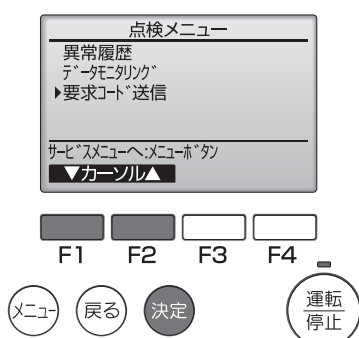 点検メニュー
異常履歴
ﾃﾞｰﾀﾓﾆﾀﾘﾝｸﾞ
▶要求ｺｰﾄﾞ送信
ｻｰﾋﾞｽﾒﾆｭｰへ:ﾒﾆｭｰﾎﾞﾀﾝ
▼カーソル▲
F1 F2 F3 F4
メニュー 戻る 決定 運転
停止